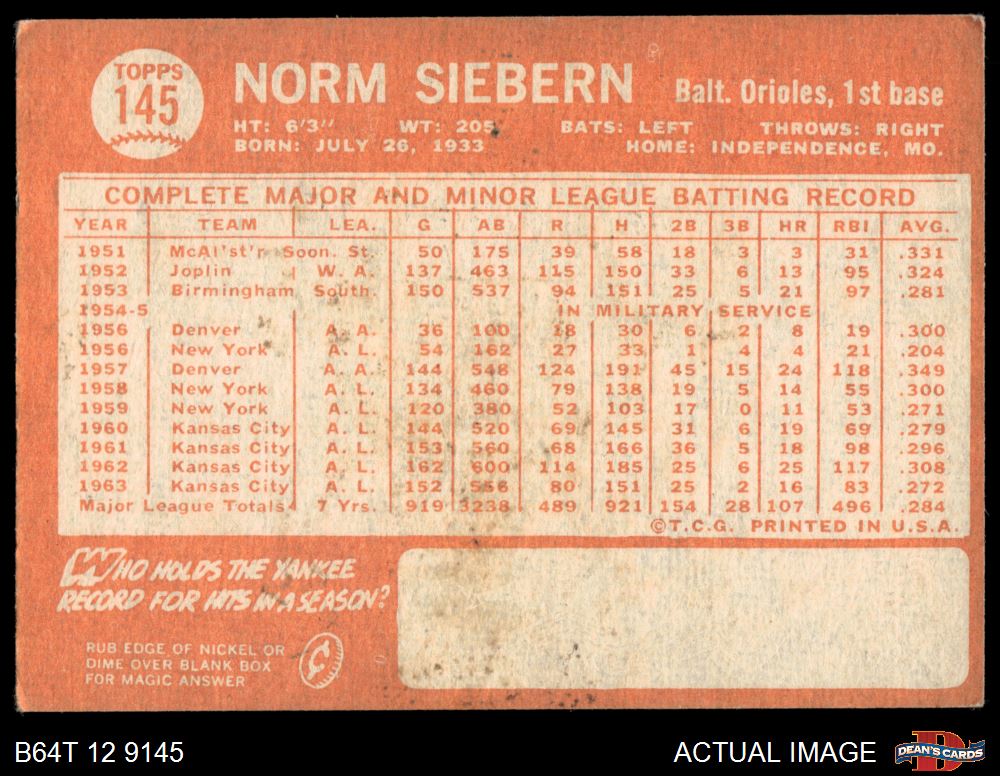 TOPPS
145
NORM SIEBERN Balt. Orioles, 1st base
HT: 6'3" WT: 205 BATS: LEFT THROWS: RIGHT
BORN: JULY 26, 1933 HOME: INDEPENDENCE, MO.
COMPLETE MAJOR AND MINOR LEAGUE BATTING RECORD
YEAR TEAM LEA. G AB R H 2B 3B HR RBI AVG.
1951 McAl'st'r Soon. St. 50 175 39 58 18 3 3 31 .331
1952 Joplin W. A. 137 463 115 150 33 6 13 95 .324
1953 Birmingham South. 150 537 94 151 25 5 21 97 .281
1954-5 IN MILITARY SERVICE
1956 Denver A. A. 36 100 18 30 6 2 8 19 .300
1956 New York A. L. 54 162 27 33 1 4 4 21 .204
1957 Denver A. A. 144 548 124 191 45 15 24 118 .349
1958 New York A. L. 134 460 79 138 19 5 14 55 .300
1959 New York A. L. 120 380 52 103 17 0 11 53 .271
1960 Kansas City A. L. 144 520 69 145 31 6 19 69 .279
1961 Kansas City A. L. 153 560 68 166 36 5 18 98 .296
1962 Kansas City A. L. 162 600 114 185 25 6 25 117 .308
1963 Kansas City A. L. 152 556 80 151 25 2 16 83 .272
Major League Totals 7 Yrs. 919 3238 489 921 154 28 107 496 .284
©T.C.G. PRINTED IN U.S.A.
WHO HOLDS THE YANKEE
RECORD FOR HITS IN A SEASON?
RUB EDGE OF NICKEL OR
DIME OVER BLANK BOX
FOR MAGIC ANSWER
B64T 12 9145 ACTUAL IMAGE DEAN'S CARDS